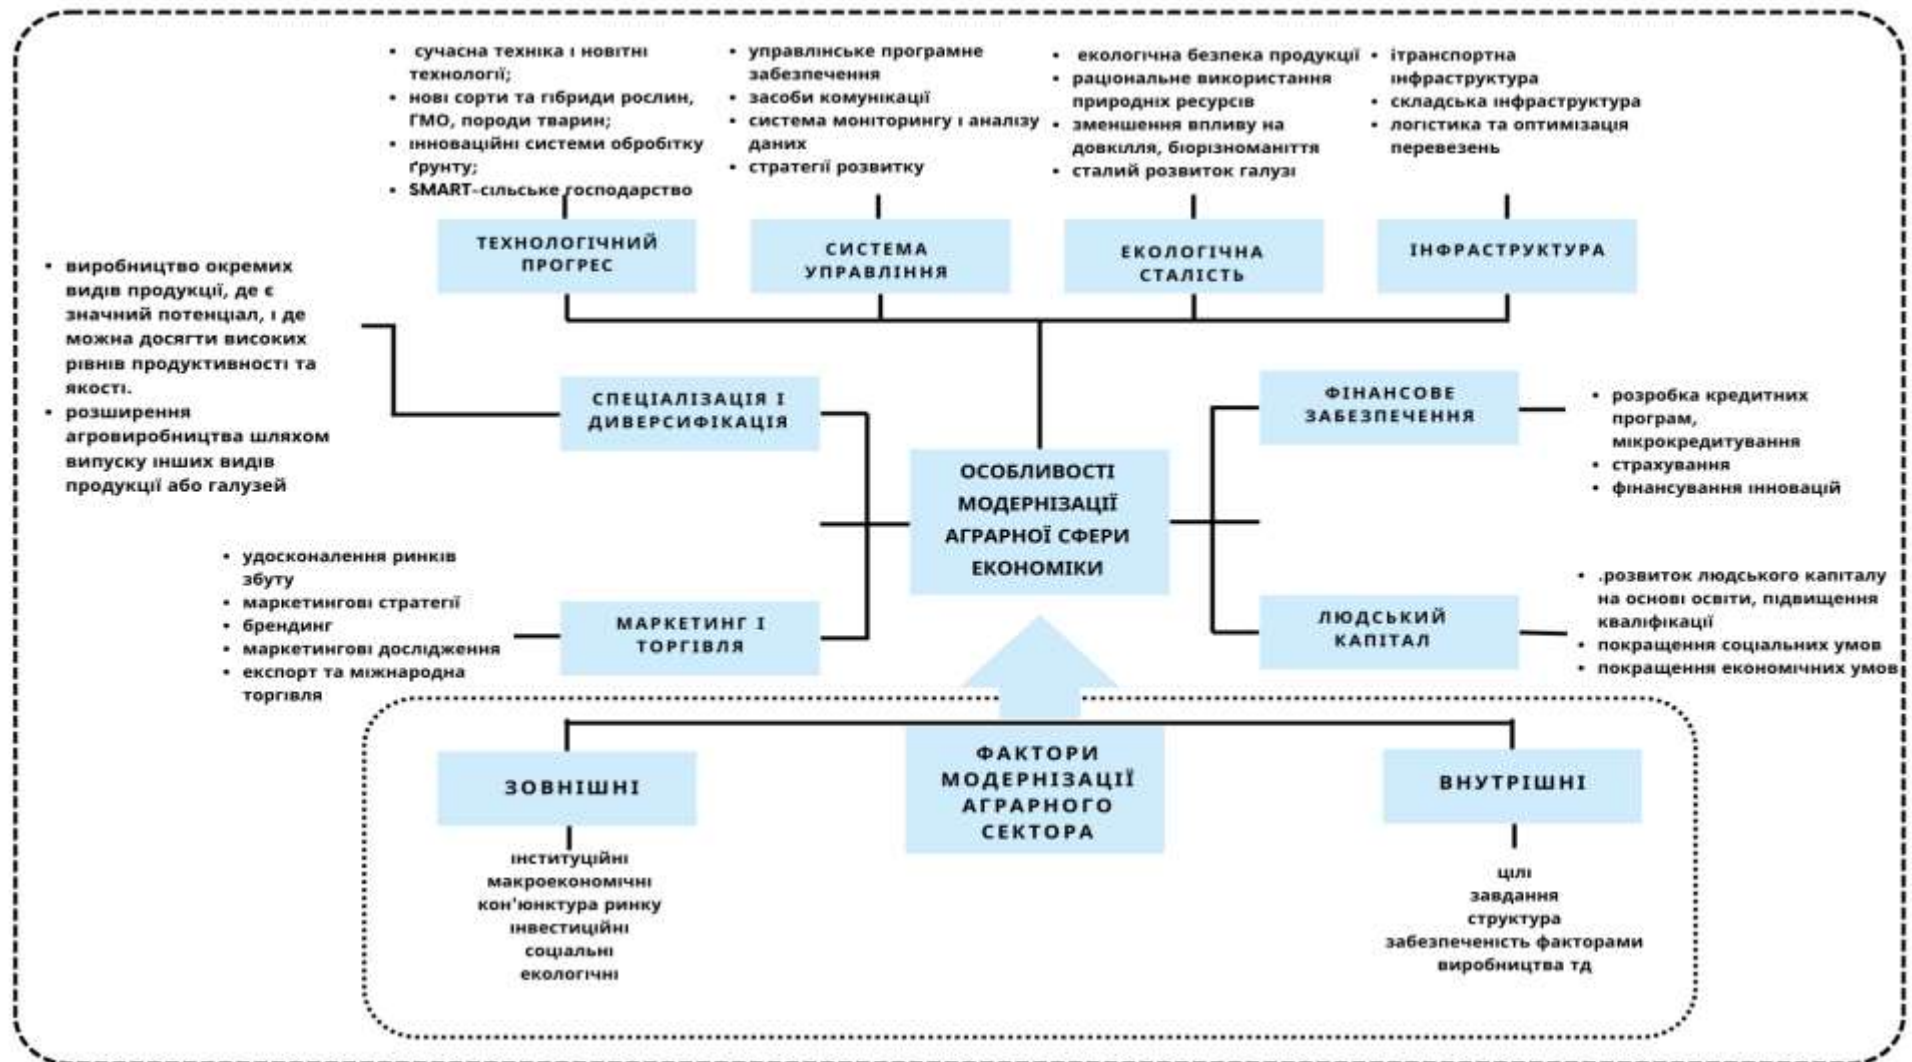 • сучасна техніка і новітні
технології;
• нові сорти та гібриди рослин,
ГМО, породи тварин;
• інноваційні системи обробітку
ґрунту;
• SMART-сільське господарство
• управлінське програмне
забезпечення
• засоби комунікації
• система моніторингу і аналізу
даних
• стратегії розвитку
• екологічна безпека продукції
• раціональне використання
природніх ресурсів
• зменшення впливу на
довкілля, біорізноманіття
• сталий розвиток галузі
• ітранспортна
інфраструктура
• складська інфраструктура
• логістика та оптимізація
перевезень
ТЕХНОЛОГІЧНИЙ
ПРОГРЕС
СИСТЕМА
УПРАВЛІННЯ
ЕКОЛОГІЧНА
СТАЛІСТЬ
ІНФРАСТРУКТУРА
• виробництво окремих
видів продукції, де є
значний потенціал, і де
можна досягти високих
рівнів продуктивності та
якості.
• розширення
агровиробництва шляхом
випуску інших видів
продукції або галузей
СПЕЦІАЛІЗАЦІЯ І
ДИВЕРСИФІКАЦІЯ
ФІНАНСОВЕ
ЗАБЕЗПЕЧЕННЯ
• розробка кредитних
програм,
мікрокредитування
• страхування
• фінансування інновацій
ОСОБЛИВОСТІ
МОДЕРНІЗАЦІЇ
АГРАРНОЇ СФЕРИ
ЕКОНОМІКИ
• удосконалення ринків
збуту
• маркетингові стратегії
• брендинг
• маркетингові дослідження
• експорт та міжнародна
торгівля
МАРКЕТИНГ І
ТОРГІВЛЯ
ЛЮДСЬКИЙ
КАПІТАЛ
• .розвиток людського капіталу
на основі освіти, підвищення
кваліфікації
• покращення соціальних умов
• покращення економічних умов
ФАКТОРИ
МОДЕРНІЗАЦІЇ
АГРАРНОГО
СЕКТОРА
ЗОВНІШНІ
інституційні
макроекономічні
кон'юнктура ринку
інвестиційні
соціальні
екологічні
ВНУТРІШНІ
цілі
завдання
структура
забезпеченість факторами
виробництва тд